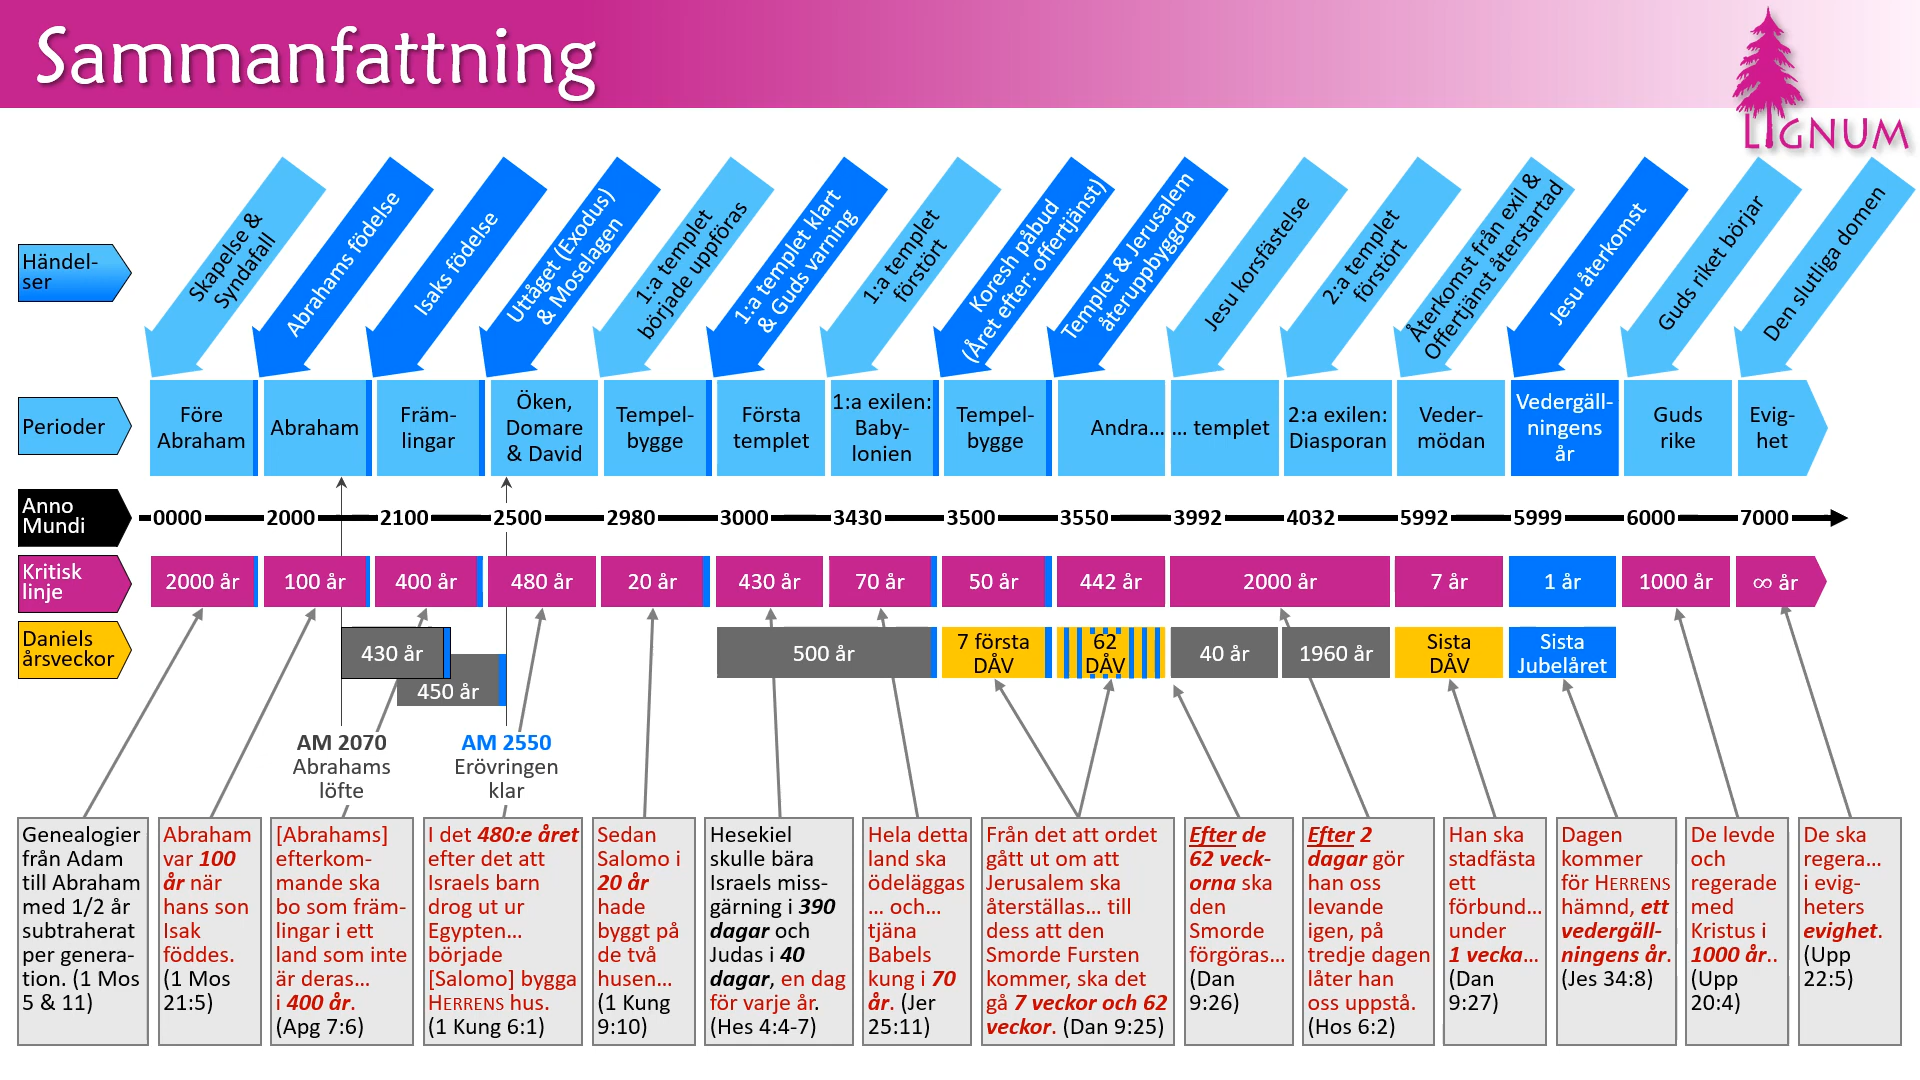 Sammanfattning
LIGNUM
Händel-
ser
Skapelse &
Syndafall
Abrahams födelse
Isaks födelse
Uttåget (Exodus)
& Moselagen
1:a templet
började uppföras
1:a templet klart
& Guds varning
1:a templet
förstört
Koresh påbud
(Året efter: offertjänst)
Templet & Jerusalem
återuppbyggda
Jesu korsfästelse
2:a templet
förstört
Återkomst från exil &
Offertjänst återstartad
Jesu återkomst
Guds riket börjar
Den slutliga domen
Perioder
Före
Abraham
Abraham
Främ-
lingar
Öken,
Domare
& David
Tempel-
bygge
Första
templet
1:a exilen:
Baby-
lonien
Tempel-
bygge
Andra... ... templet
2:a exilen:
Diasporan
Veder-
mödan
Vedergäll-
ningens
år
Guds
rike
Evig-
het
Anno
Mundi
0000 2000 2100 2500 2980 3000 3430 3500 3550 3992 4032 5992 5999 6000 7000
Kritisk
linje
2000 år 100 år 400 år 480 år 20 år 430 år 70 år 50 år 442 år 2000 år 7 år 1 år 1000 år ∞ år
Daniels
årsveckor
430 år
450 år
500 år
7 första
DÅV
62
DÅV
40 år
1960 år
Sista
DÅV
Sista
Jubelåret
AM 2070
Abrahams
löfte
AM 2550
Erövringen
klar
Genealogier
från Adam
till Abraham
med 1/2 år
subtraherat
per genera-
tion. (1 Mos
5 & 11)
Abraham
var 100
år när
hans son
Isak
föddes.
(1 Mos
21:5)
[Abrahams]
efterkom-
mande ska
bo som främ-
lingar i ett
land som inte
är deras...
i 400 år.
(Apg 7:6)
I det 480:e året
efter det att
Israels barn
drog ut ur
Egypten...
började
[Salomo] bygga
HERRENS hus.
(1 Kung 6:1)
Sedan
Salomo i
20 år
hade
byggt på
de två
husen...
(1 Kung
9:10)
Hesekiel
skulle bära
Israels miss-
gärning i 390
dagar och
Judas i 40
dagar, en dag
för varje år.
(Hes 4:4-7)
Hela detta
land ska
ödeläggas
... och...
tjäna
Babels
kung i 70
år. (Jer
25:11)
Från det att ordet
gått ut om att
Jerusalem ska
återställas... till
dess att den
Smorde Fursten
kommer, ska det
gå 7 veckor och 62
veckor. (Dan 9:25)
Efter de
62 veck-
orna ska
den
Smorde
förgöras...
(Dan
9:26)
Efter 2
dagar gör
han oss
levande
igen, på
tredje dagen
låter han
oss uppstå.
(Hos 6:2)
Han ska
stadfästa
ett
förbund...
under
1 vecka...
(Dan
9:27)
Dagen
kommer
för HERRENS
hämnd, ett
vedergäll-
ningens år.
(Jes 34:8)
De levde
och
regerade
med
Kristus i
1000 år..
(Upp
20:4)
De ska
regera...
i evig-
heters
evighet.
(Upp
22:5)